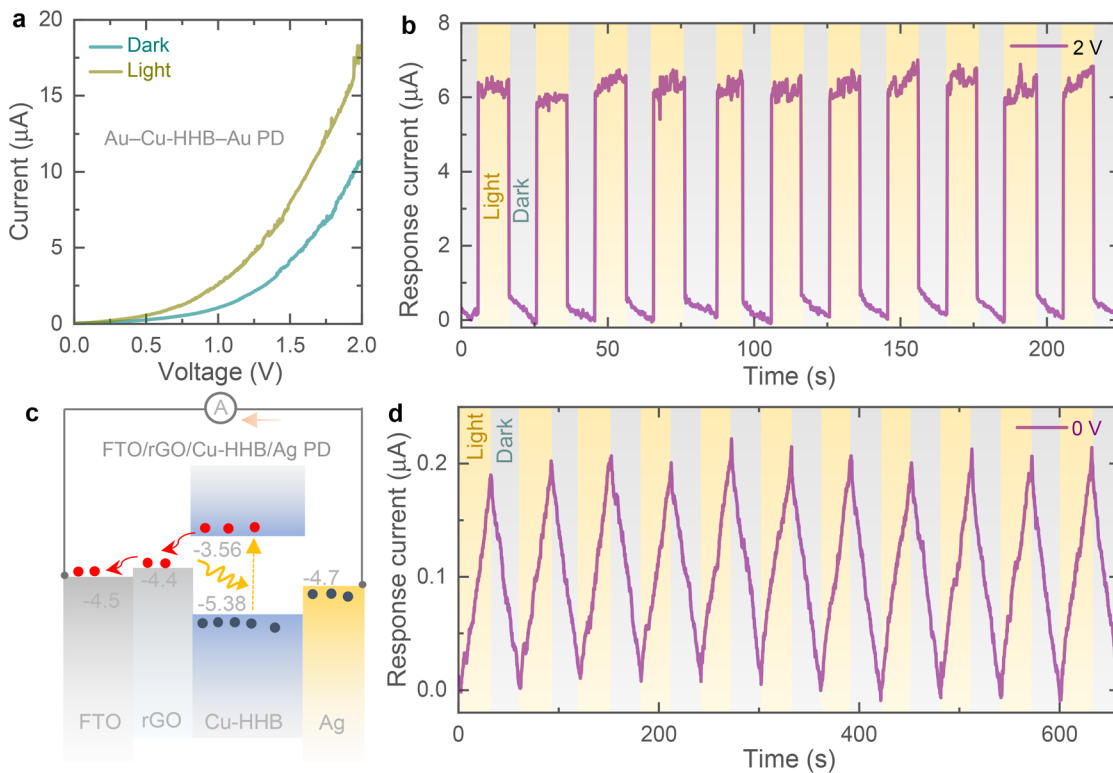 a
Dark
Light
Au–Cu-HHB–Au PD
20
15
10
5
0
Current (μA)
0.0 0.5 1.0 1.5 2.0
Voltage (V)
b
2 V
8
6
4
2
0
Response current (μA)
Light
Dark
0 50 100 150 200
Time (s)
c
A
FTO/rGO/Cu-HHB/Ag PD
-3.56
-4.4
-4.5
-4.7
-5.38
FTO rGO Cu-HHB Ag
d
Light
Dark
0 V
0.2
0.1
0.0
Response current (μA)
0 200 400 600
Time (s)